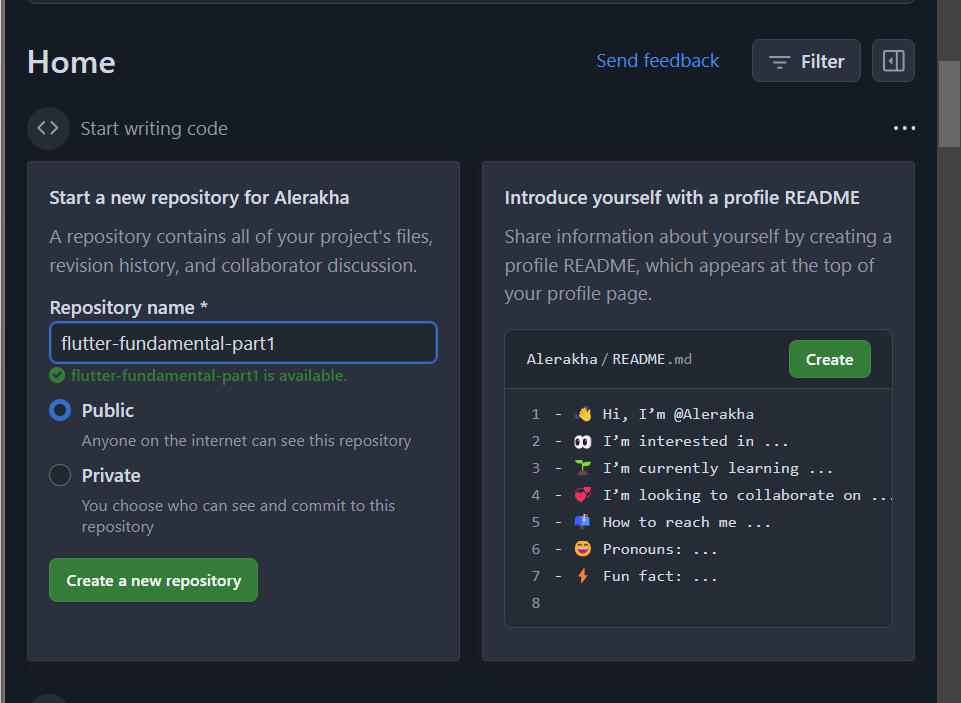 Home
Send feedback
Filter
Start writing code
Start a new repository for Alerakha
A repository contains all of your project's files,
revision history, and collaborator discussion.
Repository name *
flutter-fundamental-part1
flutter-fundamental-part1 is available.
Public
Anyone on the internet can see this repository
Private
You choose who can see and commit to this
repository
Create a new repository
Introduce yourself with a profile README
Share information about yourself by creating a
profile README, which appears at the top of
your profile page.
Alerakha/README.md
Create
1 - 👋 Hi, I’m @Alerakha
2 - 👀 I’m interested in ...
3 - 🌱 I’m currently learning ...
4 - 💞️ I’m looking to collaborate on ...
5 - 📫 How to reach me ...
6 - 😄 Pronouns: ...
7 - ⚡ Fun fact: ...
8